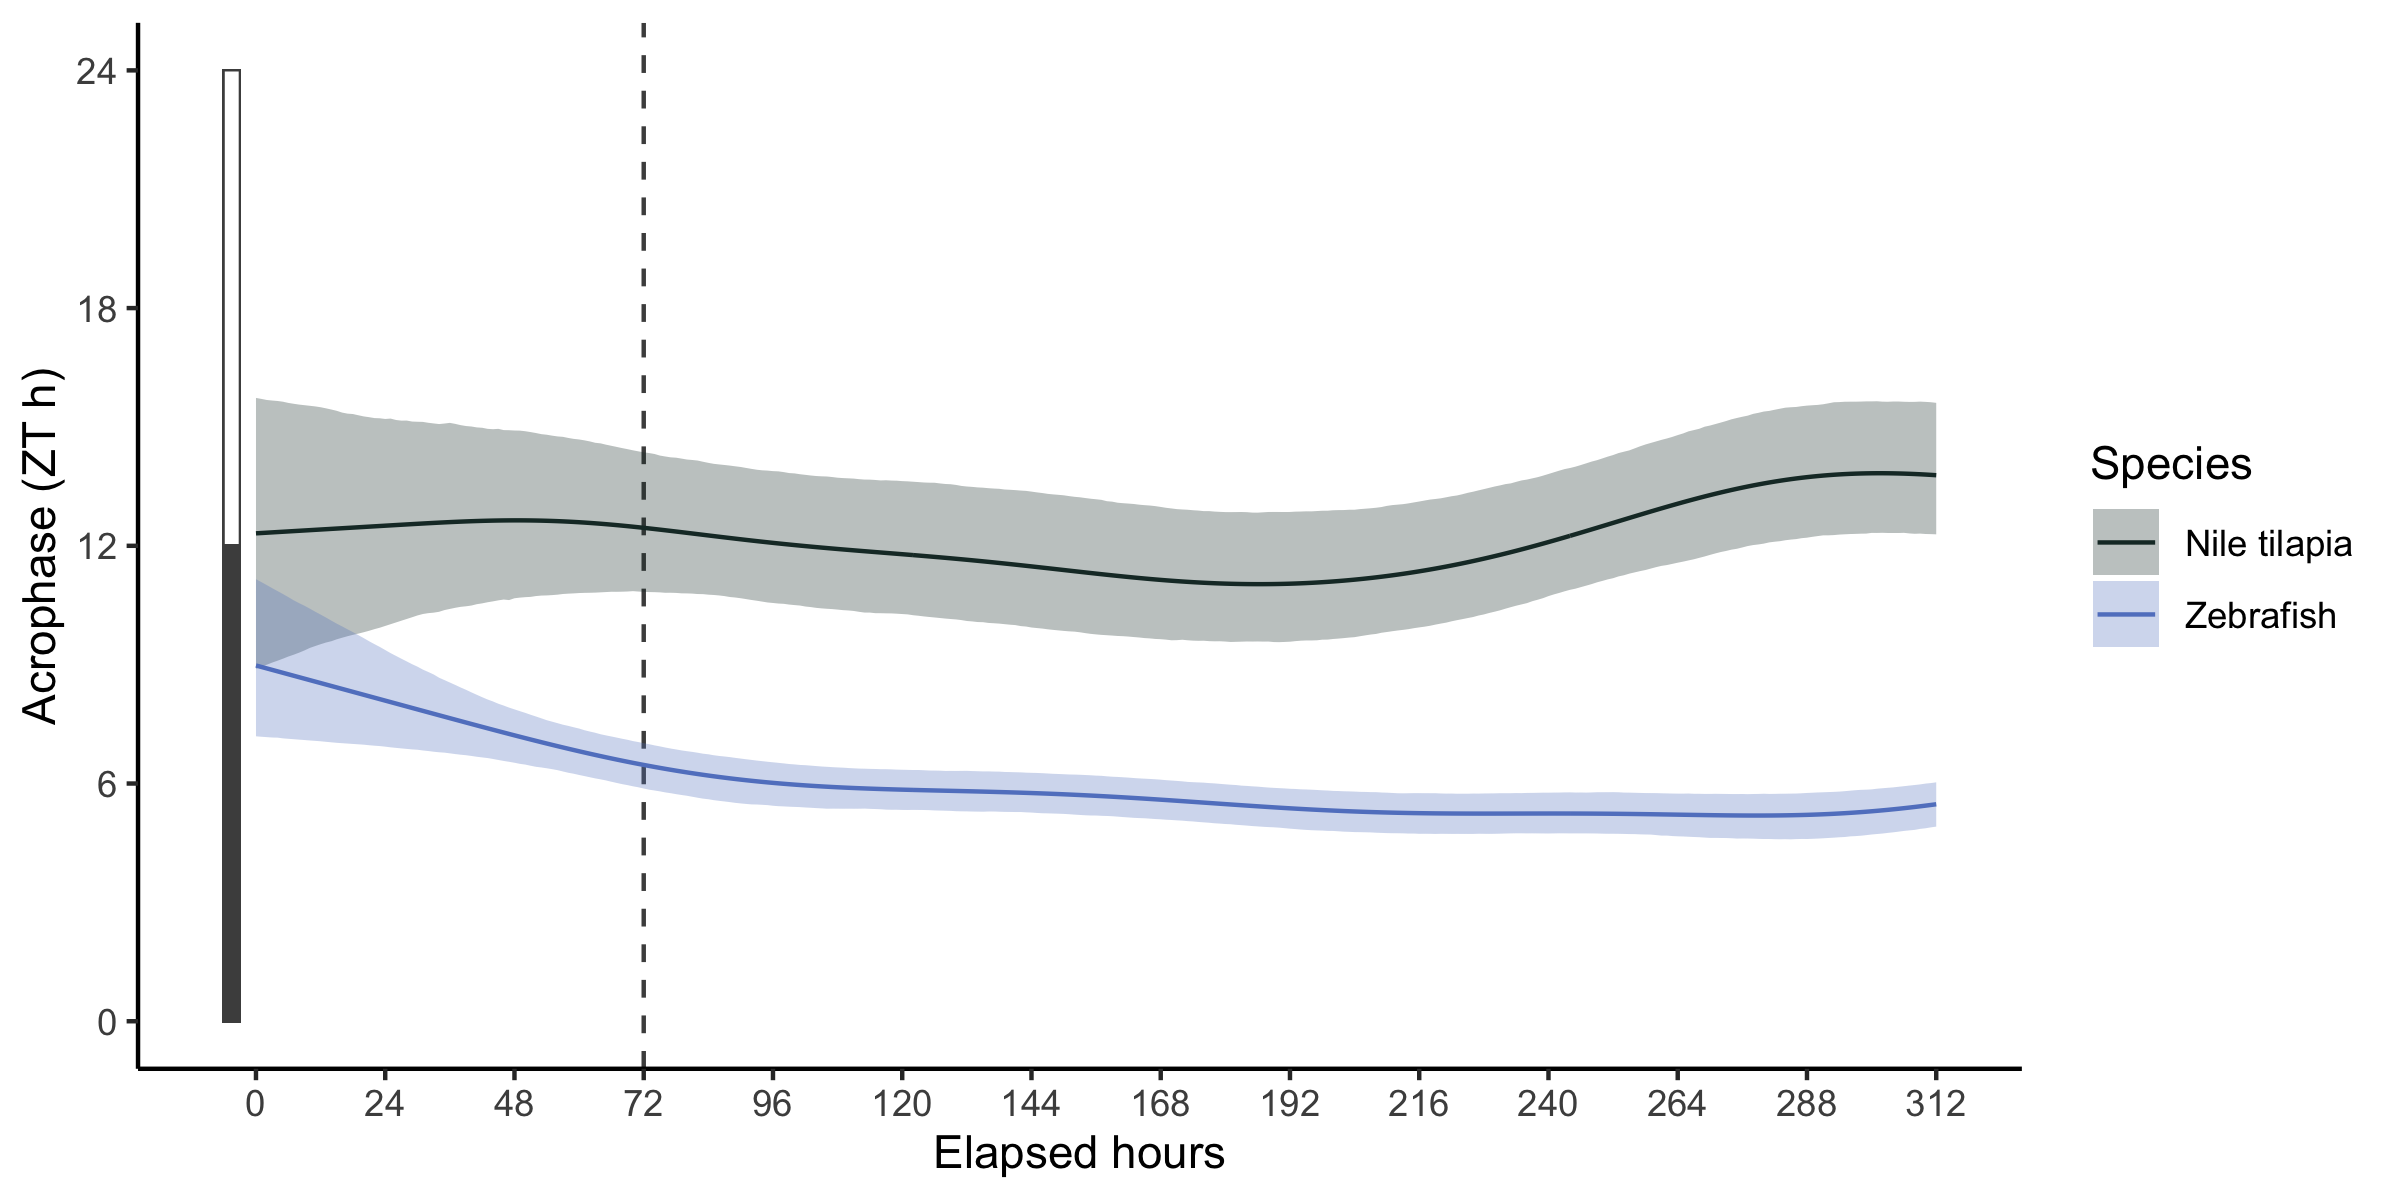 Acrophase (ZT h)
24
18
12
6
0
0 24 48 72 96 120 144 168 192 216 240 264 288 312
Elapsed hours
Species
Nile tilapia
Zebrafish